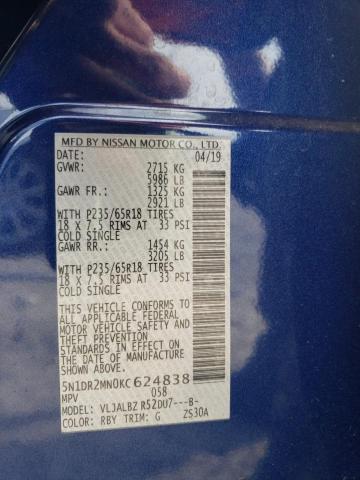 MFD BY NISSAN MOTOR CO., LTD.
DATE: 04/19
GVWR: 2715 KG
5986 LB
GAWR FR.: 1325 KG
2921 LB
WITH P235/65R18 TIRES
18 X 7.5 RIMS AT 33 PSI
COLD SINGLE
GAWR RR.: 1454 KG
3205 LB
WITH P235/65R18 TIRES
18 X 7.5 RIMS AT 33 PSI
COLD SINGLE
THIS VEHICLE CONFORMS TO
ALL APPLICABLE FEDERAL
MOTOR VEHICLE SAFETY
AND THEFT PREVENTION
STANDARDS IN EFFECT ON
THE DATE OF MANUFACTURE
SHOWN ABOVE.
5N1DR2MN0KC624838
MPV 058
MODEL: VLJALBZ R52DU7---B-
COLOR: RBY TRIM: G ZS30A